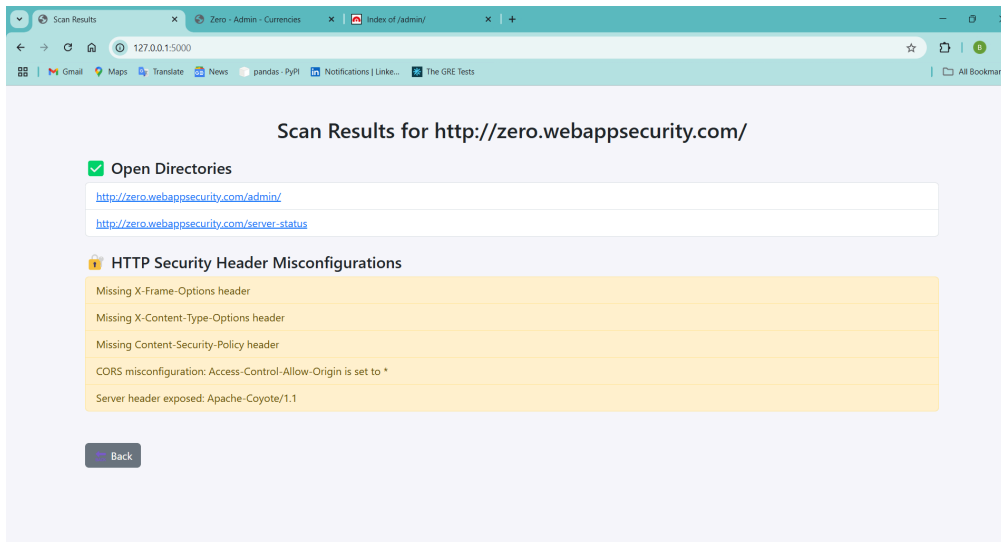 Scan Results
Zero - Admin - Currencies
Index of /admin/
127.0.0.1:5000
Gmail
Maps
Translate
News
pandas · PyPI
Notifications | Linke...
The GRE Tests
All Bookmar
Scan Results for http://zero.webappsecurity.com/
Open Directories
http://zero.webappsecurity.com/admin/
http://zero.webappsecurity.com/server-status
HTTP Security Header Misconfigurations
Missing X-Frame-Options header
Missing X-Content-Type-Options header
Missing Content-Security-Policy header
CORS misconfiguration: Access-Control-Allow-Origin is set to *
Server header exposed: Apache-Coyote/1.1
Back